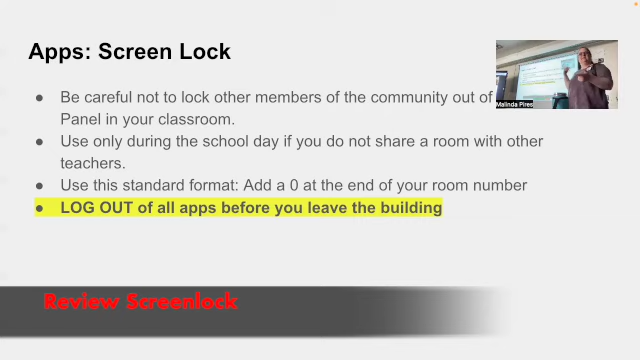 Apps: Screen Lock
Malinda Pires
● Be careful not to lock other members of the community out of
Panel in your classroom.
● Use only during the school day if you do not share a room with other
teachers.
● Use this standard format: Add a 0 at the end of your room number
● LOG OUT of all apps before you leave the building
Review Screenlock